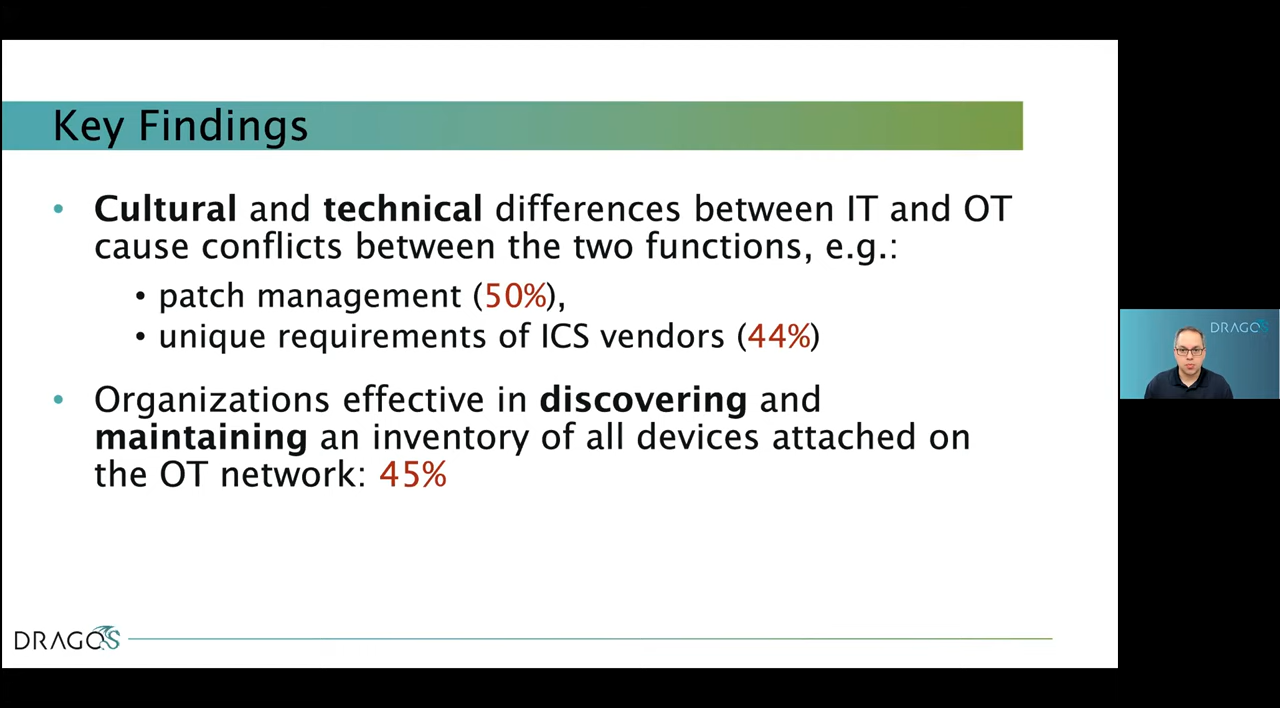 Key Findings
• Cultural and technical differences between IT and OT
cause conflicts between the two functions, e.g.:
• patch management (50%),
• unique requirements of ICS vendors (44%)
• Organizations effective in discovering and
maintaining an inventory of all devices attached on
the OT network: 45%
DRAGOS
DRAGOS